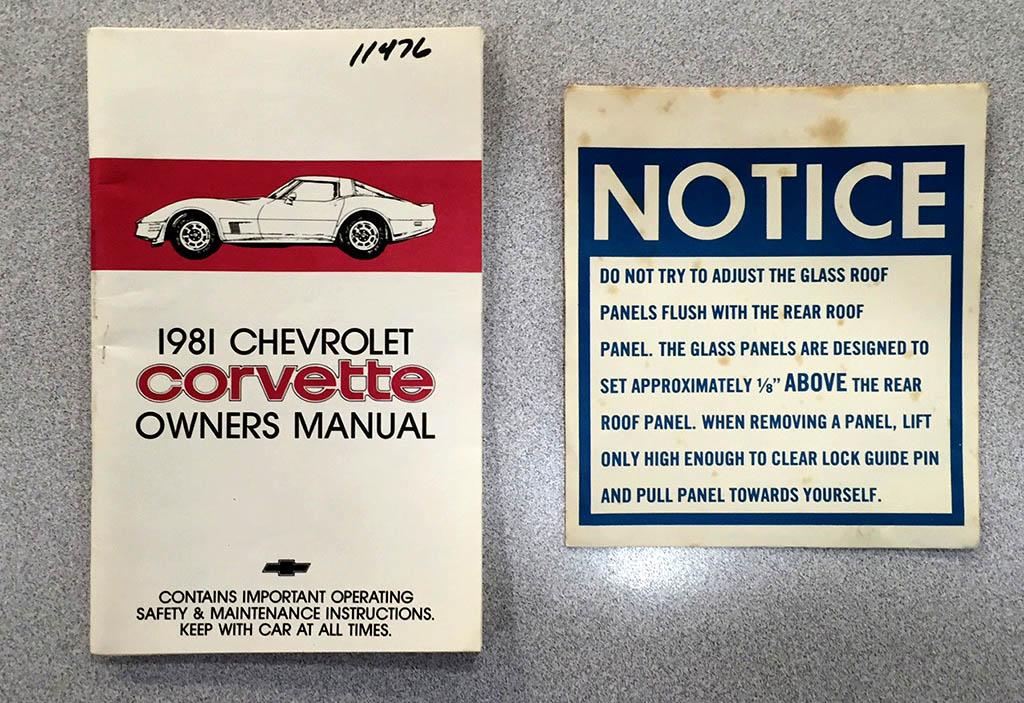 11476
1981 CHEVROLET
corvette
OWNERS MANUAL
CONTAINS IMPORTANT OPERATING
SAFETY & MAINTENANCE INSTRUCTIONS.
KEEP WITH CAR AT ALL TIMES.
NOTICE
DO NOT TRY TO ADJUST THE GLASS ROOF
PANELS FLUSH WITH THE REAR ROOF
PANEL. THE GLASS PANELS ARE DESIGNED TO
SET APPROXIMATELY ⅛” ABOVE THE REAR
ROOF PANEL. WHEN REMOVING A PANEL, LIFT
ONLY HIGH ENOUGH TO CLEAR LOCK GUIDE PIN
AND PULL PANEL TOWARDS YOURSELF.